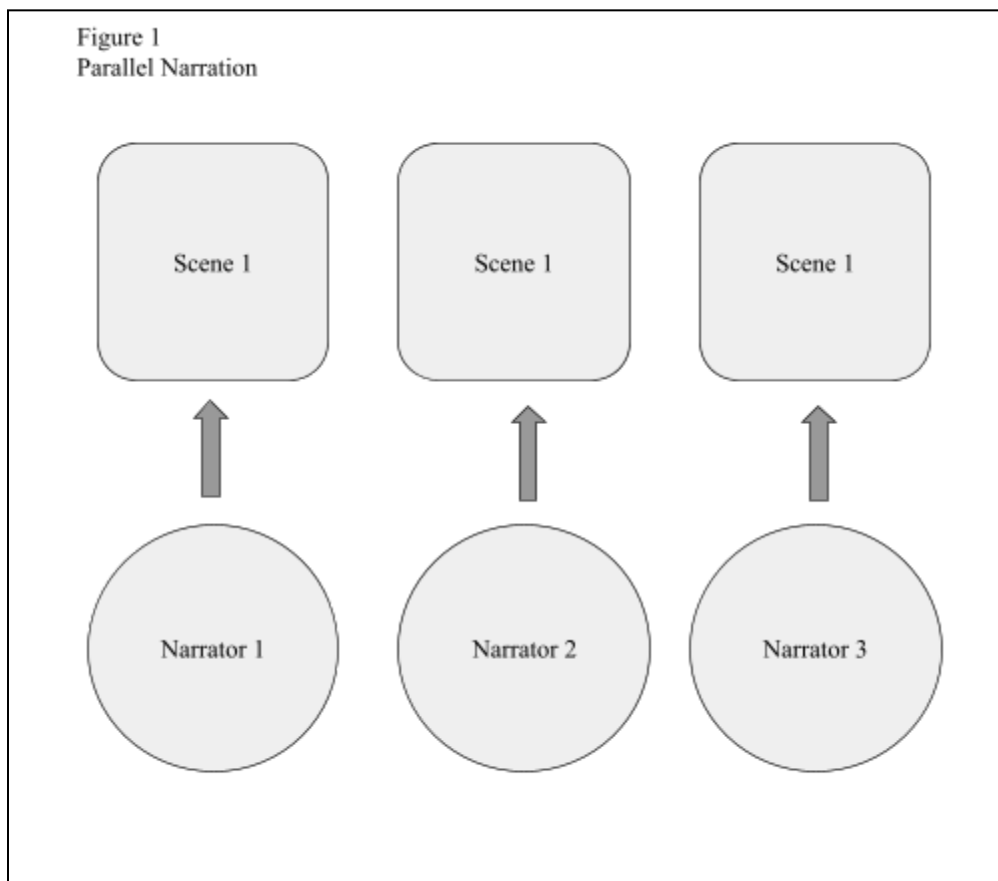 Figure 1
Parallel Narration
Scene 1
Scene 1
Scene 1
Narrator 1
Narrator 2
Narrator 3